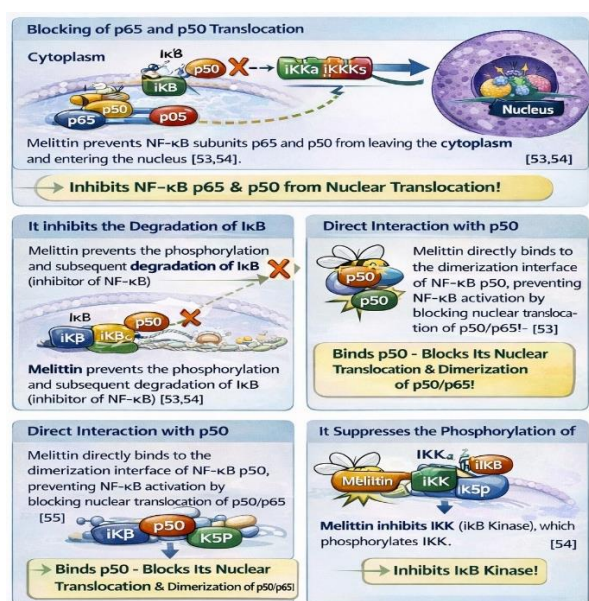 Blocking of p65 and p50 Translocation
Cytoplasm
IκB
p50
iKB
iKKa iKKKs
p50
p65
p05
Nucleus
Melittin prevents NF-κB subunits p65 and p50 from leaving the cytoplasm
and entering the nucleus [53,54).
[53,54)
Inhibits NF-κB p65 & p50 from Nuclear Translocation!
It inhibits the Degradation of IκB
Melittin prevents the phosphorylation
and subsequent degradation of IκB
(inhibitor of NF-κB)
IκB
p50
iKβ
iKB
Melittin prevents the phosphorylation
and subsequent degradation of IκB
(inhibitor of NF-κB) [53,54)
Direct Interaction with p50
p50
p50
Melittin directly binds to
the dimerization interface
of NF-κB p50, preventing
NF-κB activation by
blocking nuclear transloca-
tion of p50/p65!- [53]
Binds p50 - Blocks Its Nuclear
Translocation & Dimerization
of p50/p65!
Direct Interaction with p50
Melittin directly binds to the
dimerization interface of NF-κB p50,
preventing NF-κB activation by
blocking nuclear translocation of p50/p65
[55]
iKβ
p50
K5P
Binds p50 - Blocks Its Nuclear
Translocation & Dimerization of p50/p65!
It Suppresses the Phosphorylation of
IKKa
iIKB
Melittin
iKK
k5p
Melittin inhibits IKK (ikB Kinase), which
phosphorylates IKK.
[54]
Inhibits IκB Kinase!